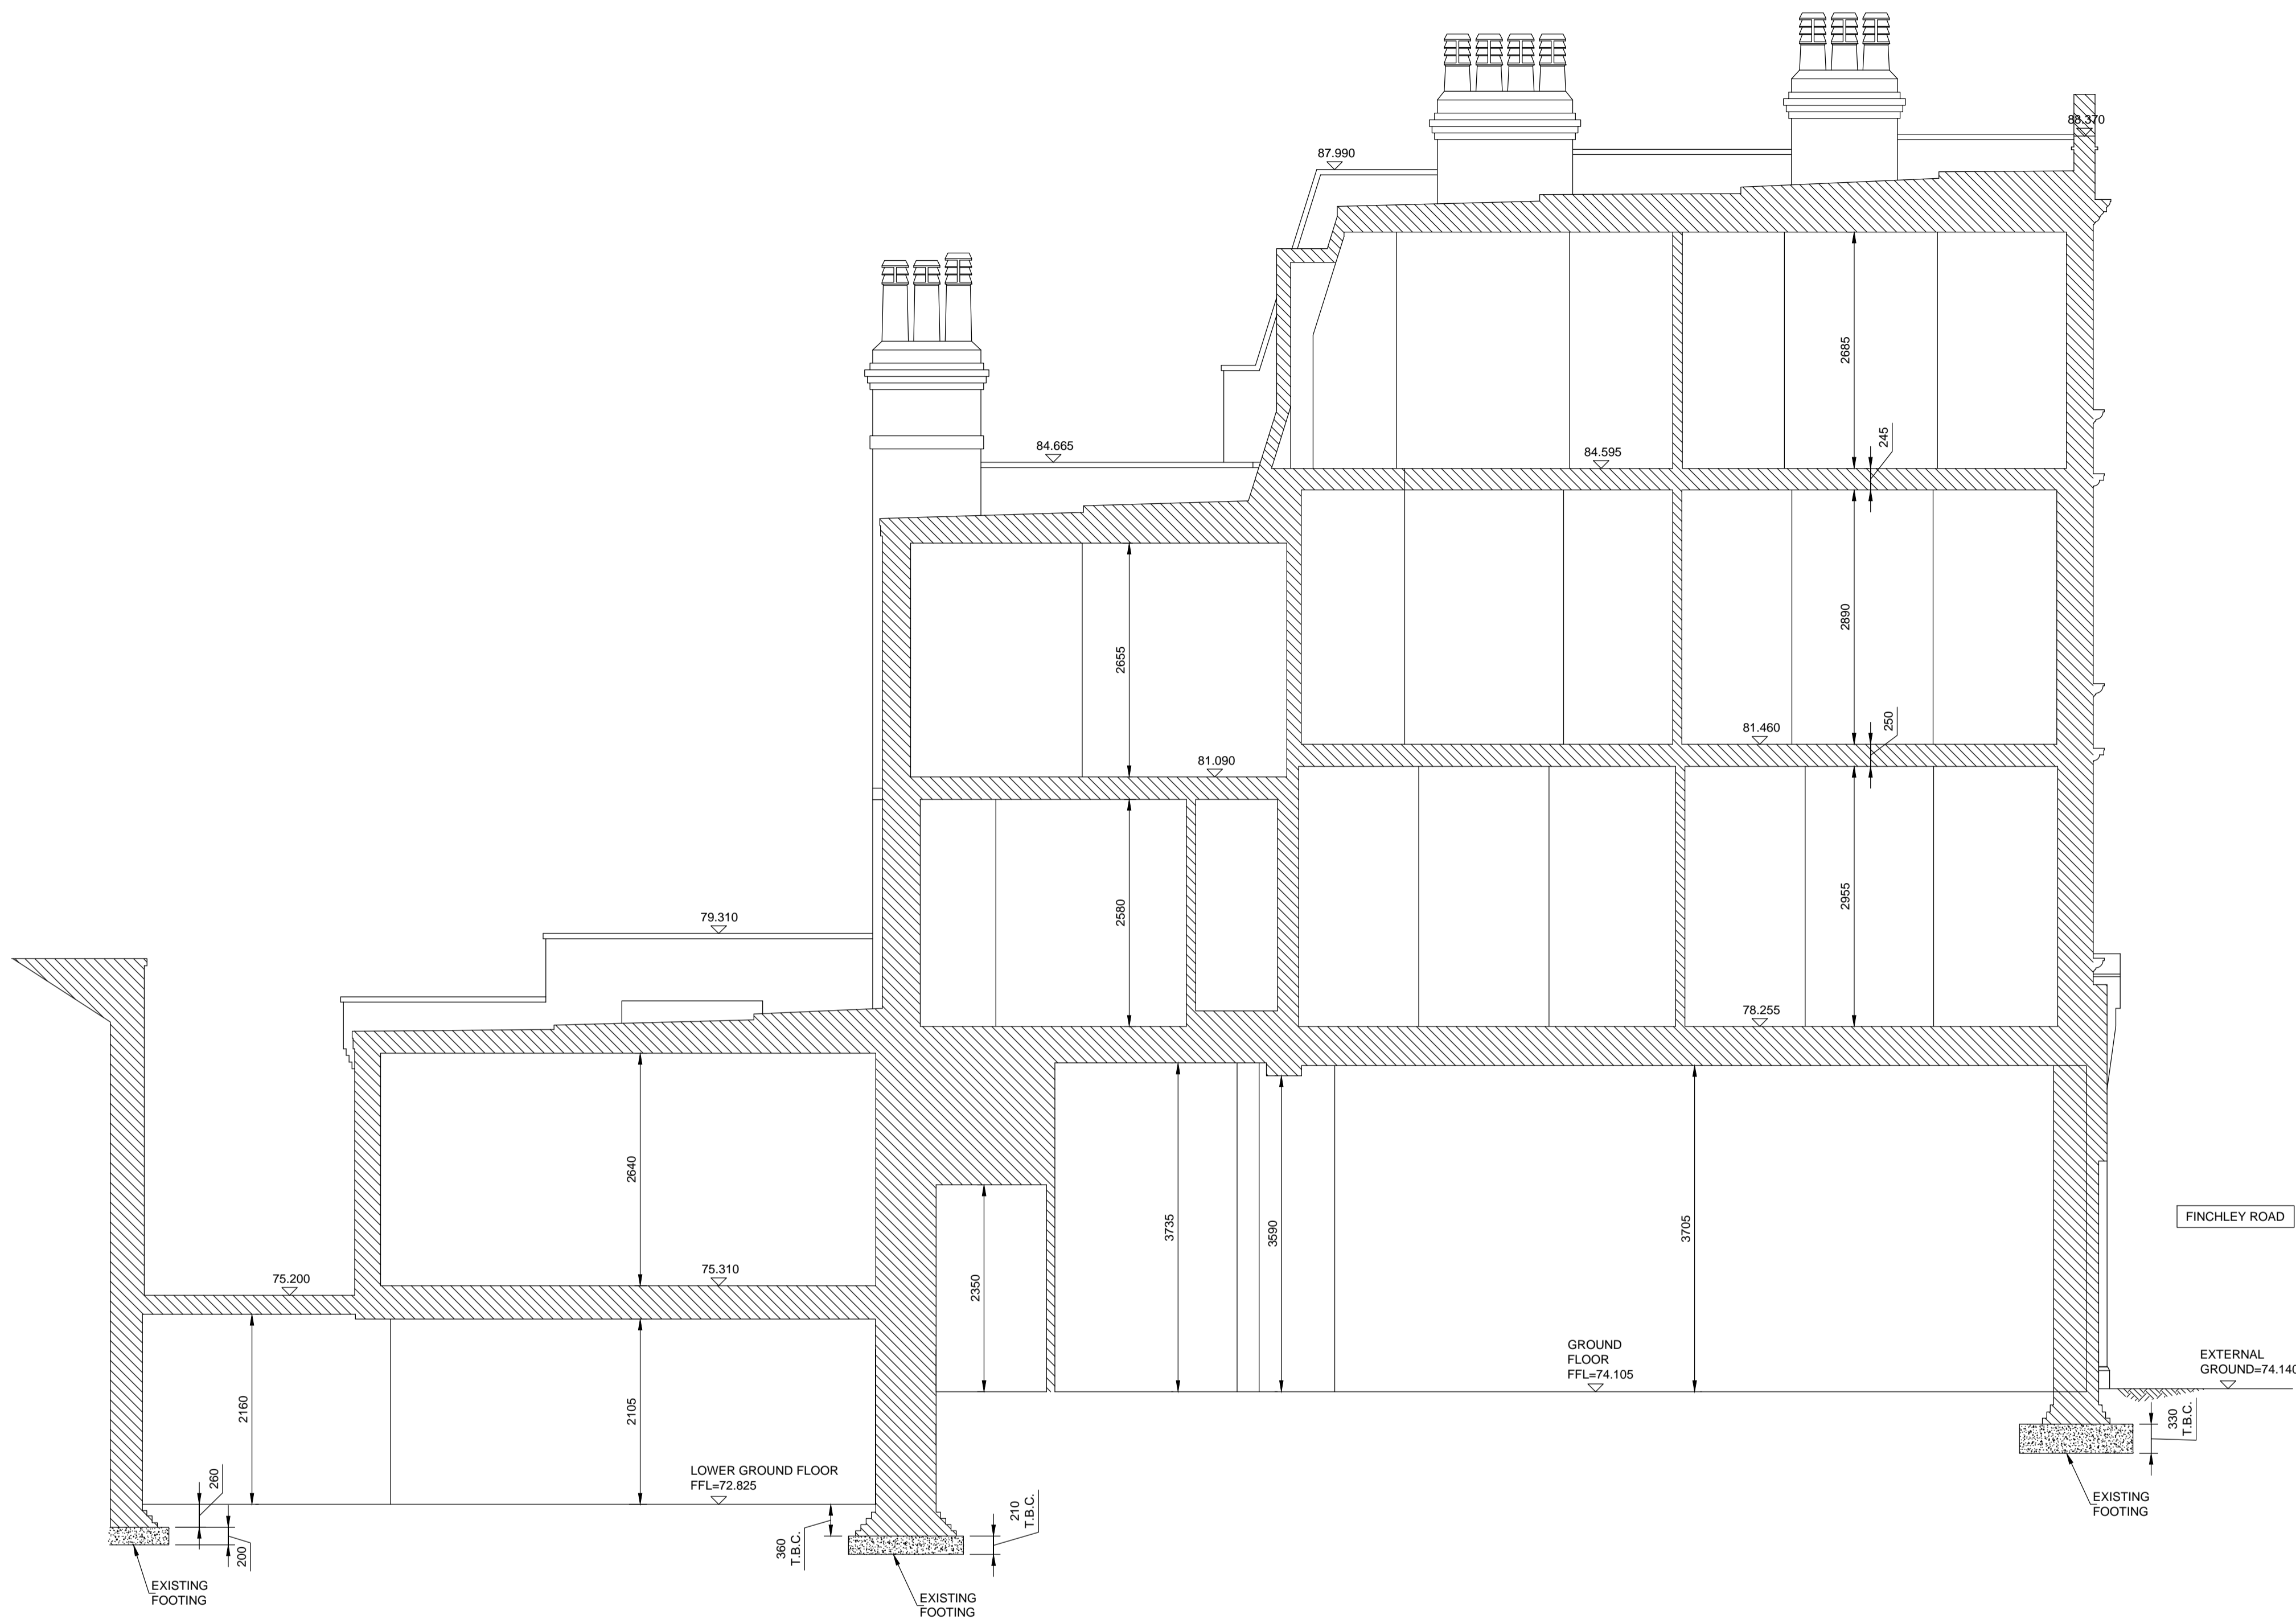 88.370
87.990
2685
245
84.665
84.595
2655
2890
250
81.460
81.090
2580
2955
79.310
78.255
2640
3735
3590
3705
FINCHLEY ROAD
75.200
75.310
2350
2160
2105
GROUND
FLOOR
FFL=74.105
EXTERNAL
GROUND=74.140
LOWER GROUND FLOOR
FFL=72.825
260
200
360
T.B.C.
210
T.B.C.
330
T.B.C.
EXISTING
FOOTING
EXISTING
FOOTING
EXISTING
FOOTING